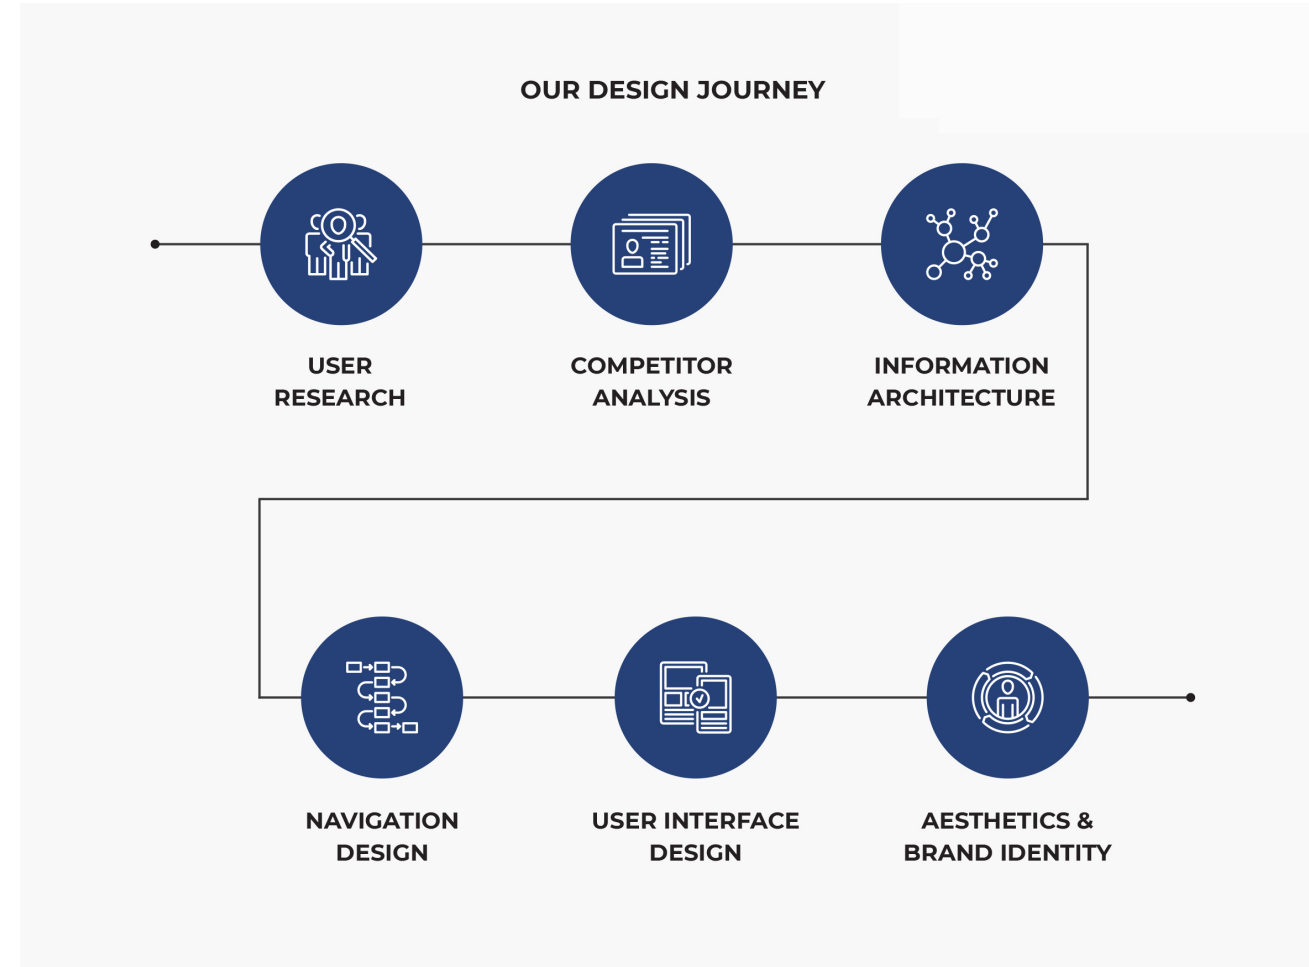 OUR DESIGN JOURNEY
USER
RESEARCH
COMPETITOR
ANALYSIS
INFORMATION
ARCHITECTURE
NAVIGATION
DESIGN
USER INTERFACE
DESIGN
AESTHETICS &
BRAND IDENTITY